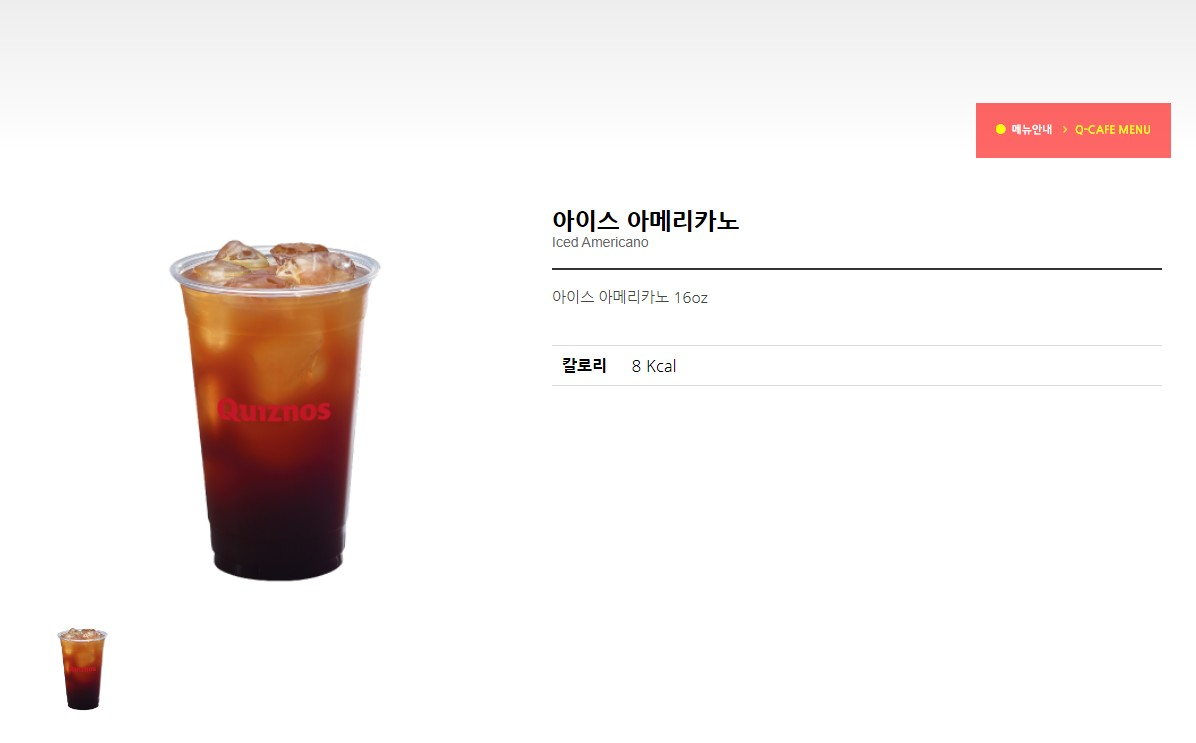 메뉴안내 > Q-CAFE MENU
아이스 아메리카노
Iced Americano
아이스 아메리카노 16oz
칼로리 8 Kcal
Quiznos
Quiznos